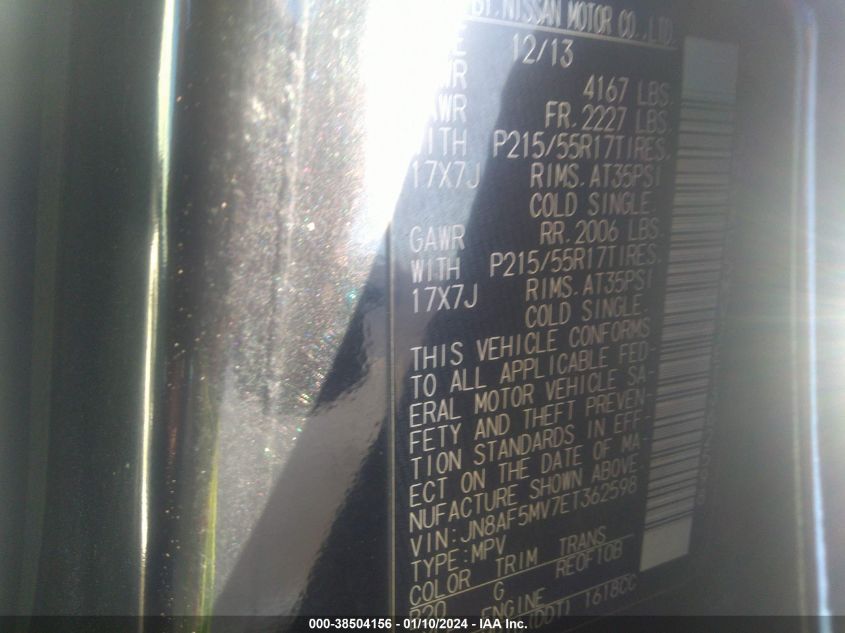 BY:NISSAN MOTOR CO.,LTD.
12/13
4167 LBS.
FR. 2227 LBS.
WITH P215/55R17TIRES.
17X7J RIMS. AT35PSI
COLD SINGLE.
GAWR RR. 2006 LBS.
WITH P215/55R17TIRES.
17X7J RIMS. AT35PSI
COLD SINGLE.
THIS VEHICLE CONFORMS
TO ALL APPLICABLE FED-
ERAL MOTOR VEHICLE SA-
FETY AND THEFT PREVEN-
TION STANDARDS IN EFF-
ECT ON THE DATE OF MA-
NUFACTURE SHOWN ABOVE
VIN:JN8AF5MV7ET362598
TYPE:MPV
COLOR TRIM TRANS
G RE0F10B
ENGINE
1618CC
000-38504156 - 01/10/2024 - IAA Inc.